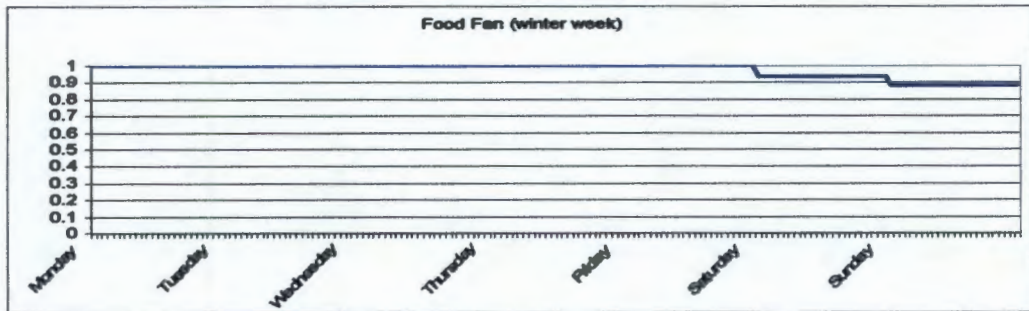 Food Fan (winter week)
1
0.9
0.8
0.7
0.6
0.5
0.4
0.3
0.2
0.1
0
Monday
Tuesday
Wednesday
Thursday
Friday
Saturday
Sunday